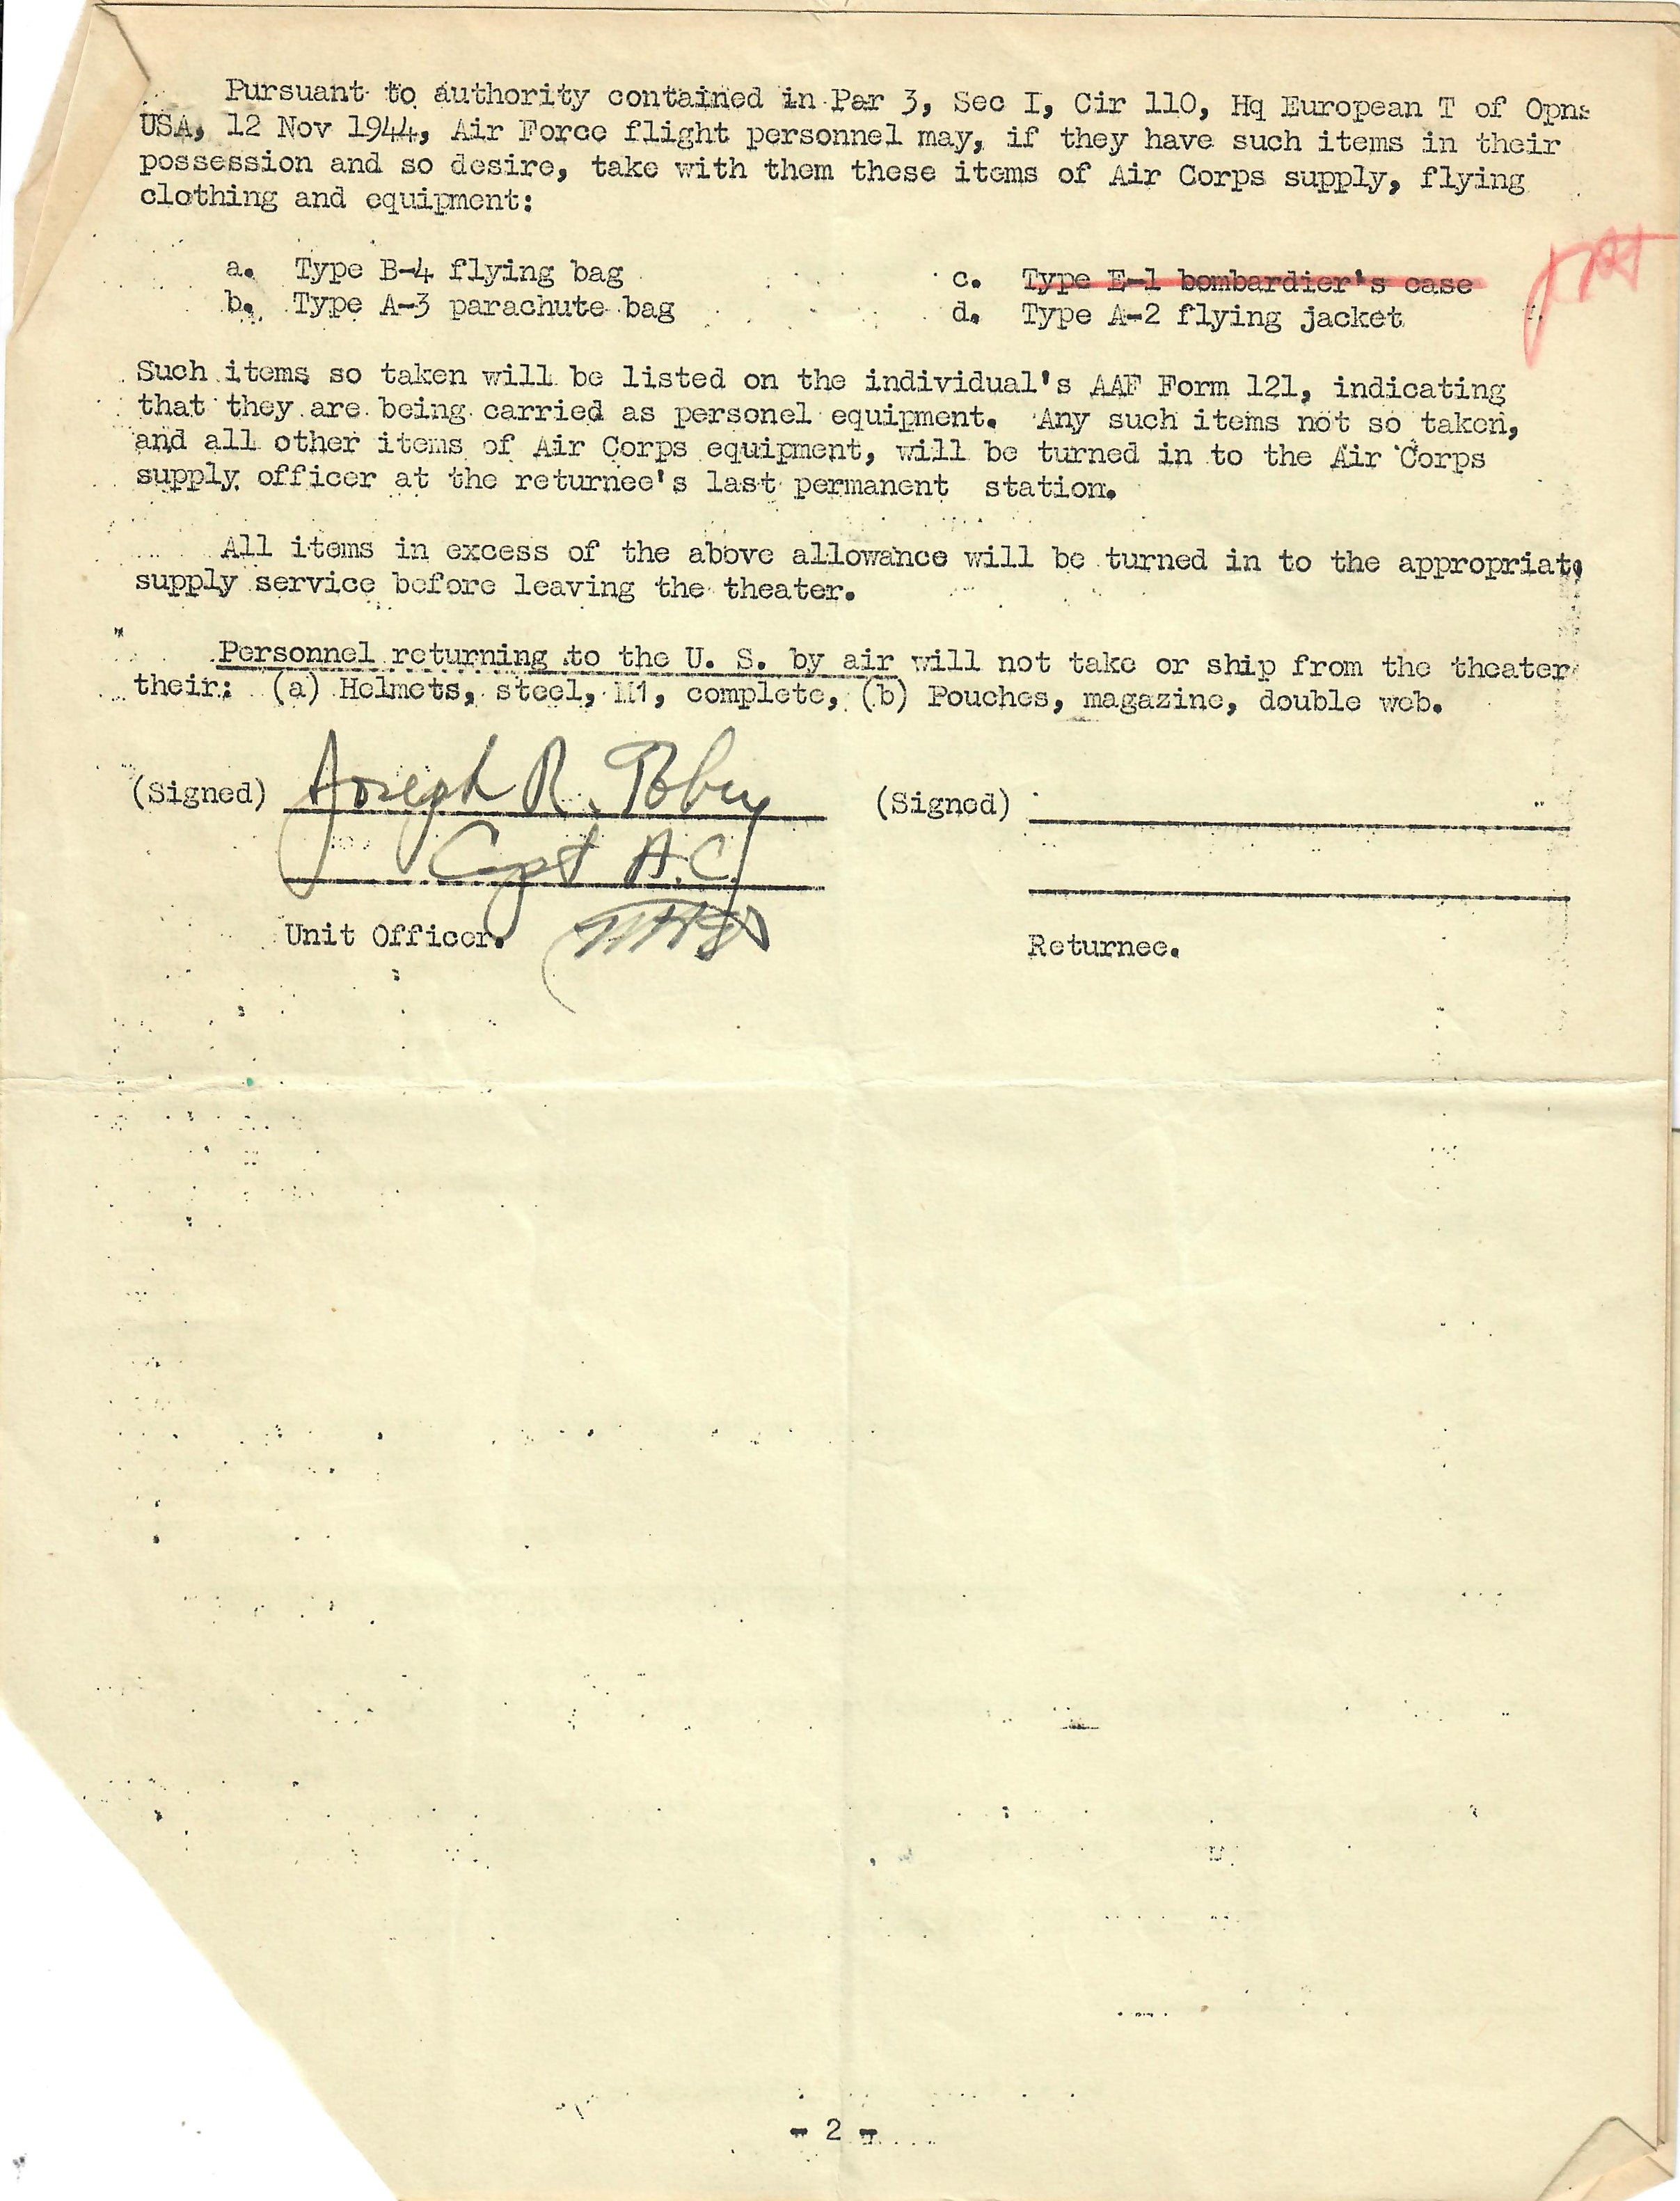 Pursuant to authority contained in Par 3, Sec I, Cir 110, Hq European T of Opns
USA, 12 Nov 1944, Air Force flight personnel may, if they have such items in their
possession and so desire, take with them these items of Air Corps supply, flying
clothing and equipment:
a. Type B-4 flying bag c. Type E-1 bombardier's case
b. Type A-3 parachute bag d. Type A-2 flying jacket
Such items so taken will be listed on the individual's AAF Form 121, indicating
that they are being carried as personel equipment. Any such items not so taken,
and all other items of Air Corps equipment, will be turned in to the Air Corps
supply officer at the returnee's last permanent station.
All items in excess of the above allowance will be turned in to the appropriate
supply service before leaving the theater.
Personnel returning to the U. S. by air will not take or ship from the theater
their: (a) Helmets, steel, M1, complete, (b) Pouches, magazine, double web.
(Signed) Joseph R. (Signed)
Capt A.C.
Unit Officer. Returnee.
- 2 -